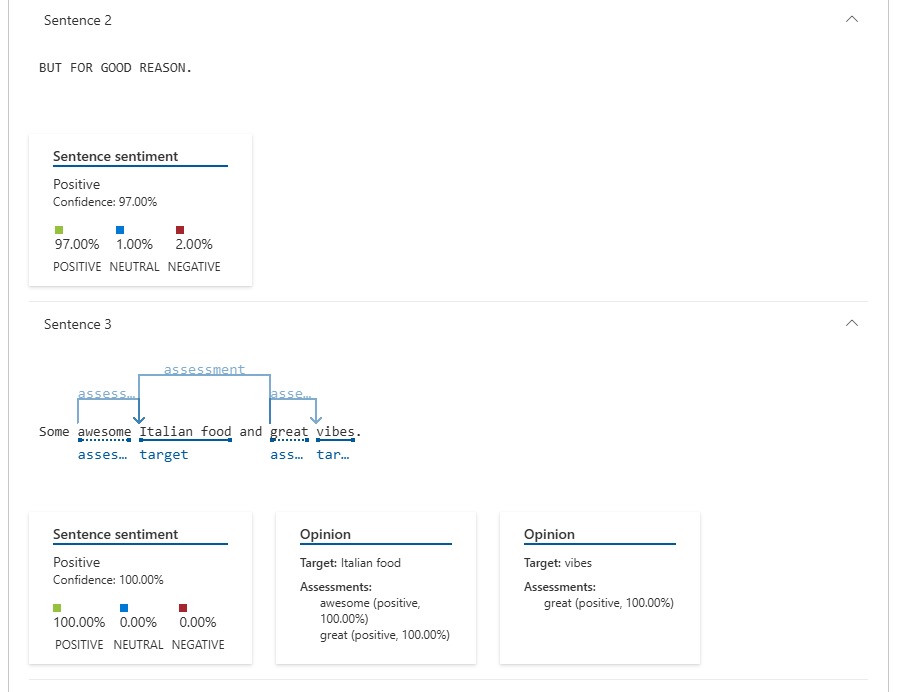 Sentence 2
BUT FOR GOOD REASON.
Sentence sentiment
Positive
Confidence: 97.00%
97.00% 1.00% 2.00%
POSITIVE NEUTRAL NEGATIVE
Sentence 3
assessment
assess… asse…
Some awesome Italian food and great vibes.
asses… target ass… tar…
Sentence sentiment
Positive
Confidence: 100.00%
100.00% 0.00% 0.00%
POSITIVE NEUTRAL NEGATIVE
Opinion
Target: Italian food
Assessments:
awesome (positive,
100.00%)
great (positive, 100.00%)
Opinion
Target: vibes
Assessments:
great (positive, 100.00%)